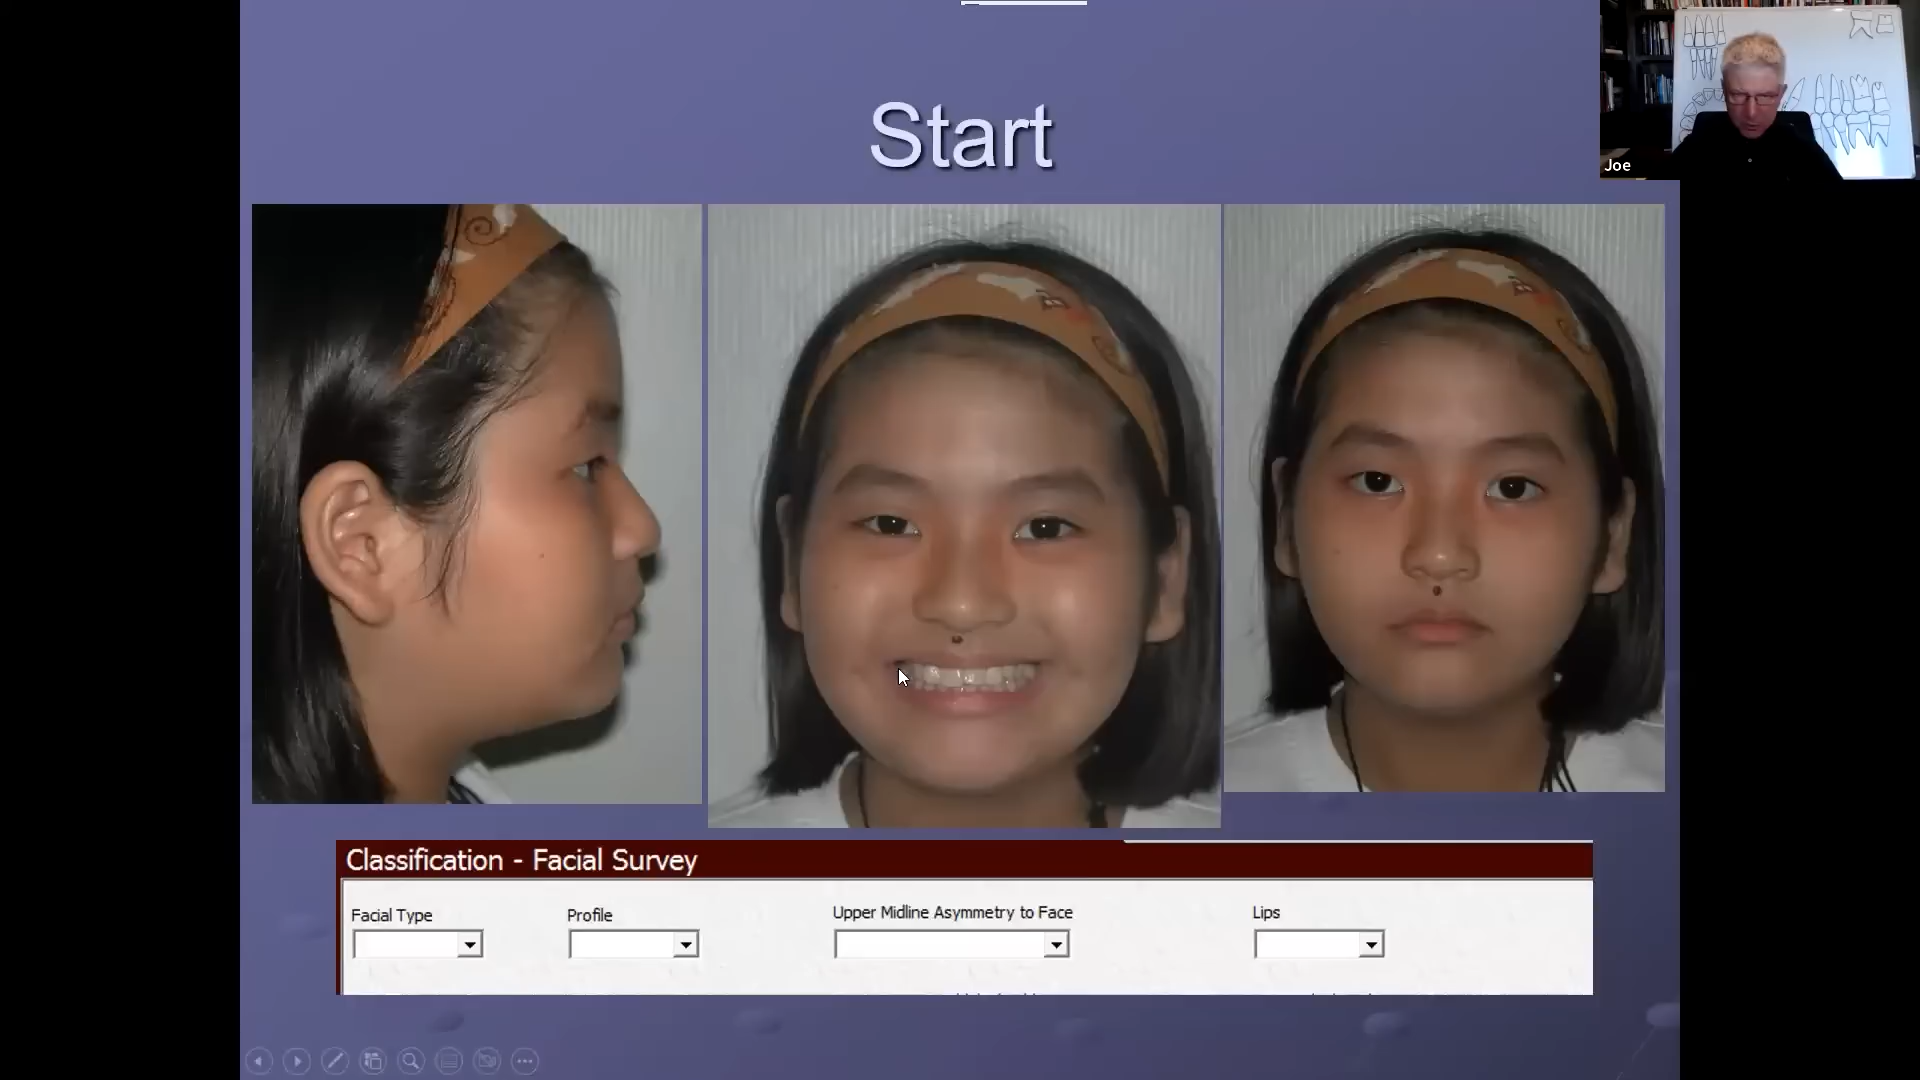 Start
Joe
Classification - Facial Survey
Facial Type
Profile
Upper Midline Asymmetry to Face
Lips